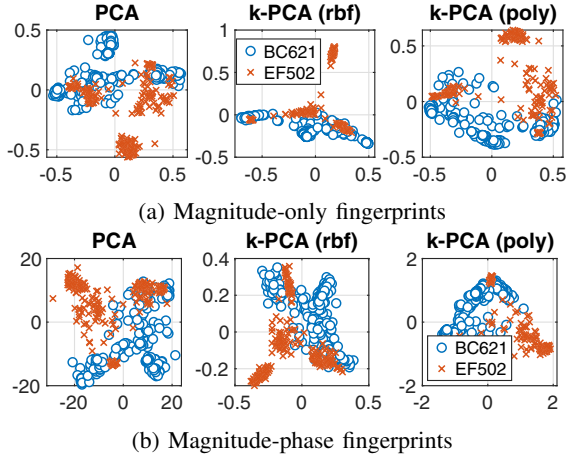 PCA k-PCA (rbf) k-PCA (poly)
0.5 1 0.5
BC621
EF502
0.5
0 0
0
-0.5 -0.5 -0.5
-0.5 0 0.5 -0.5 0 0.5 -0.5 0 0.5
(a) Magnitude-only fingerprints
PCA k-PCA (rbf) k-PCA (poly)
20 0.4 2
0.2
0 0 0
BC621
EF502
-0.2
-20 -2
-20 0 20 -0.5 0 0.5 -2 0 2
(b) Magnitude-phase fingerprints